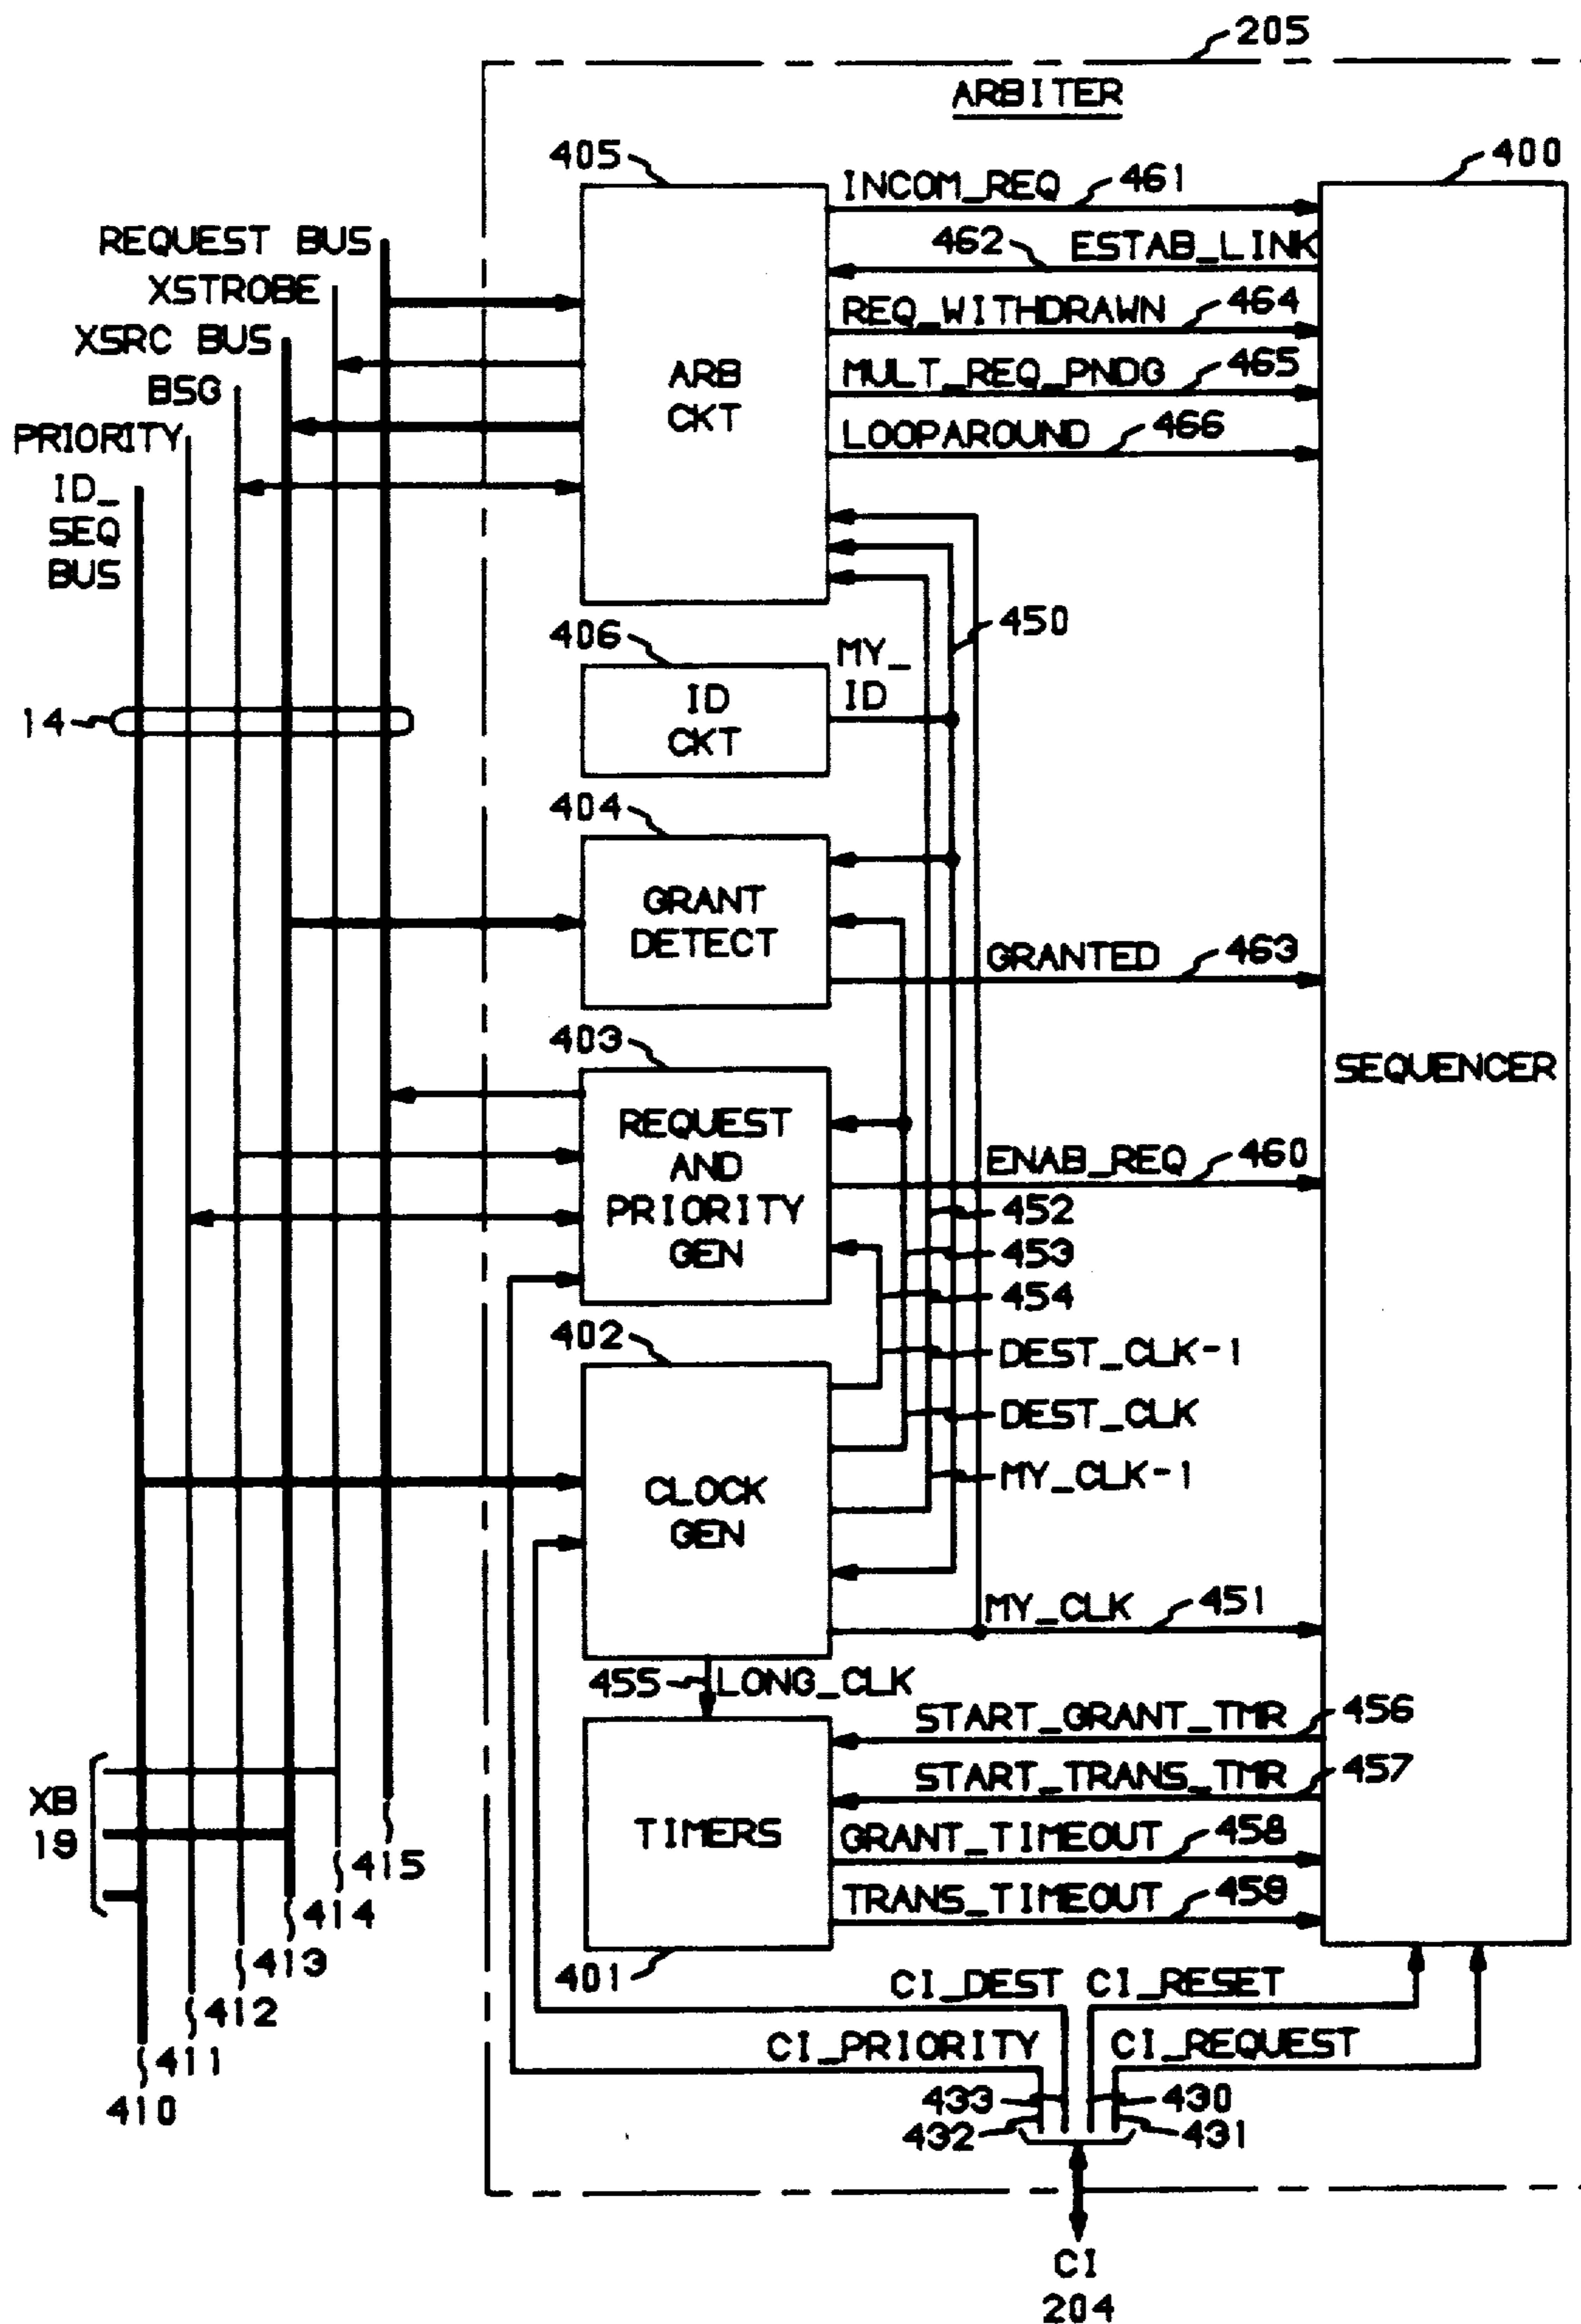 205
ARBITER
405
400
INCOM_REQ
461
REQUEST BUS
462
ESTAB_LINK
XSTROBE
REQ_WITHDRAWN
464
XSRC BUS
ARB
CKT
MULT_REQ_PNDG
465
BSG
LOOPAROUND
466
PRIORITY
ID_
SEQ
BUS
406
MY_
ID
450
ID
CKT
14
404
GRANT
DETECT
GRANTED
463
403
SEQUENCER
REQUEST
AND
PRIORITY
GEN
ENAB_REQ
460
452
453
454
402
DEST_CLK-1
DEST_CLK
MY_CLK-1
CLOCK
GEN
MY_CLK
451
455
LONG_CLK
START_GRANT_TMR
456
START_TRANS_TMR
457
XB
19
TIMERS
GRANT_TIMEOUT
458
415
TRANS_TIMEOUT
459
414
413
401
CI_DEST
CI_RESET
412
CI_PRIORITY
CI_REQUEST
411
433
430
410
432
431
CI
204